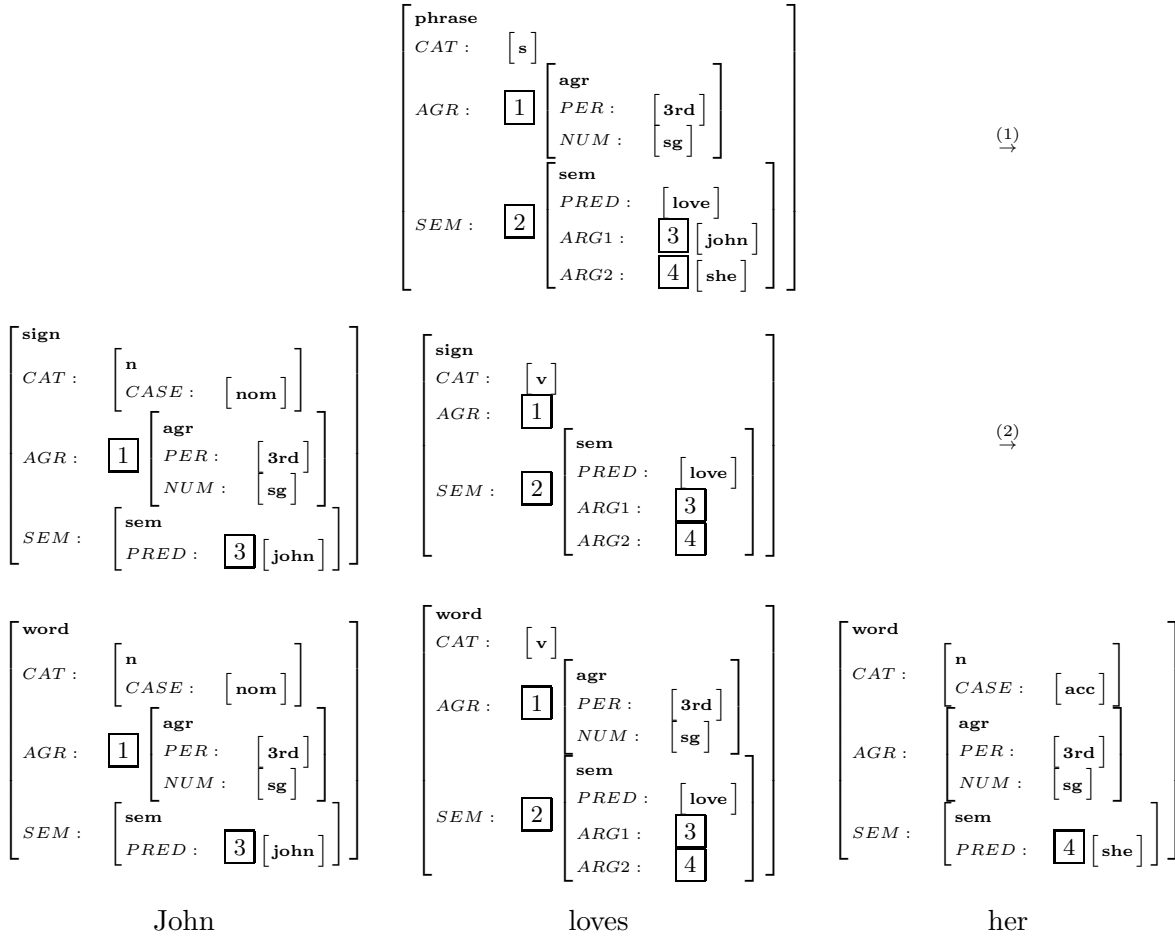 phrase
CAT : [ s ]
agr
AGR : 1 PER : [ 3rd ]
NUM : [ sg ]
sem
PRED : [ love ]
SEM : 2 ARG1 : 3 [ john ]
ARG2 : 4 [ she ]
(1)
→
sign
n
CAT : CASE : [ nom ]
agr
AGR : 1 PER : [ 3rd ]
NUM : [ sg ]
sem
SEM : PRED : 3 [ john ]
sign
CAT : [ v ]
AGR : 1
sem
PRED : [ love ]
SEM : 2 ARG1 : 3
ARG2 : 4
(2)
→
word
n
CAT : CASE : [ nom ]
agr
AGR : 1 PER : [ 3rd ]
NUM : [ sg ]
sem
SEM : PRED : 3 [ john ]
word
CAT : [ v ]
agr
AGR : 1 PER : [ 3rd ]
NUM : [ sg ]
sem
PRED : [ love ]
SEM : 2 ARG1 : 3
ARG2 : 4
word
n
CAT : CASE : [ acc ]
agr
AGR : PER : [ 3rd ]
NUM : [ sg ]
sem
SEM : PRED : 4 [ she ]
John loves her